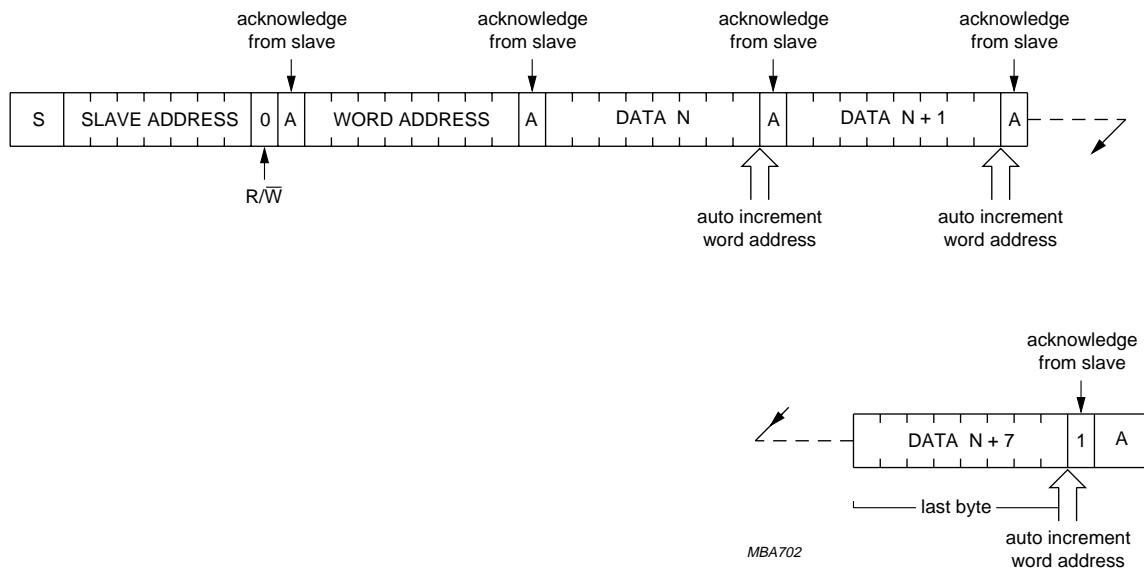 acknowledge
from slave
acknowledge
from slave
acknowledge
from slave
acknowledge
from slave
S SLAVE ADDRESS 0 A WORD ADDRESS A DATA N A DATA N + 1 A
R/W̅
auto increment
word address
auto increment
word address
acknowledge
from slave
DATA N + 7 1 A
last byte
auto increment
word address
MBA702